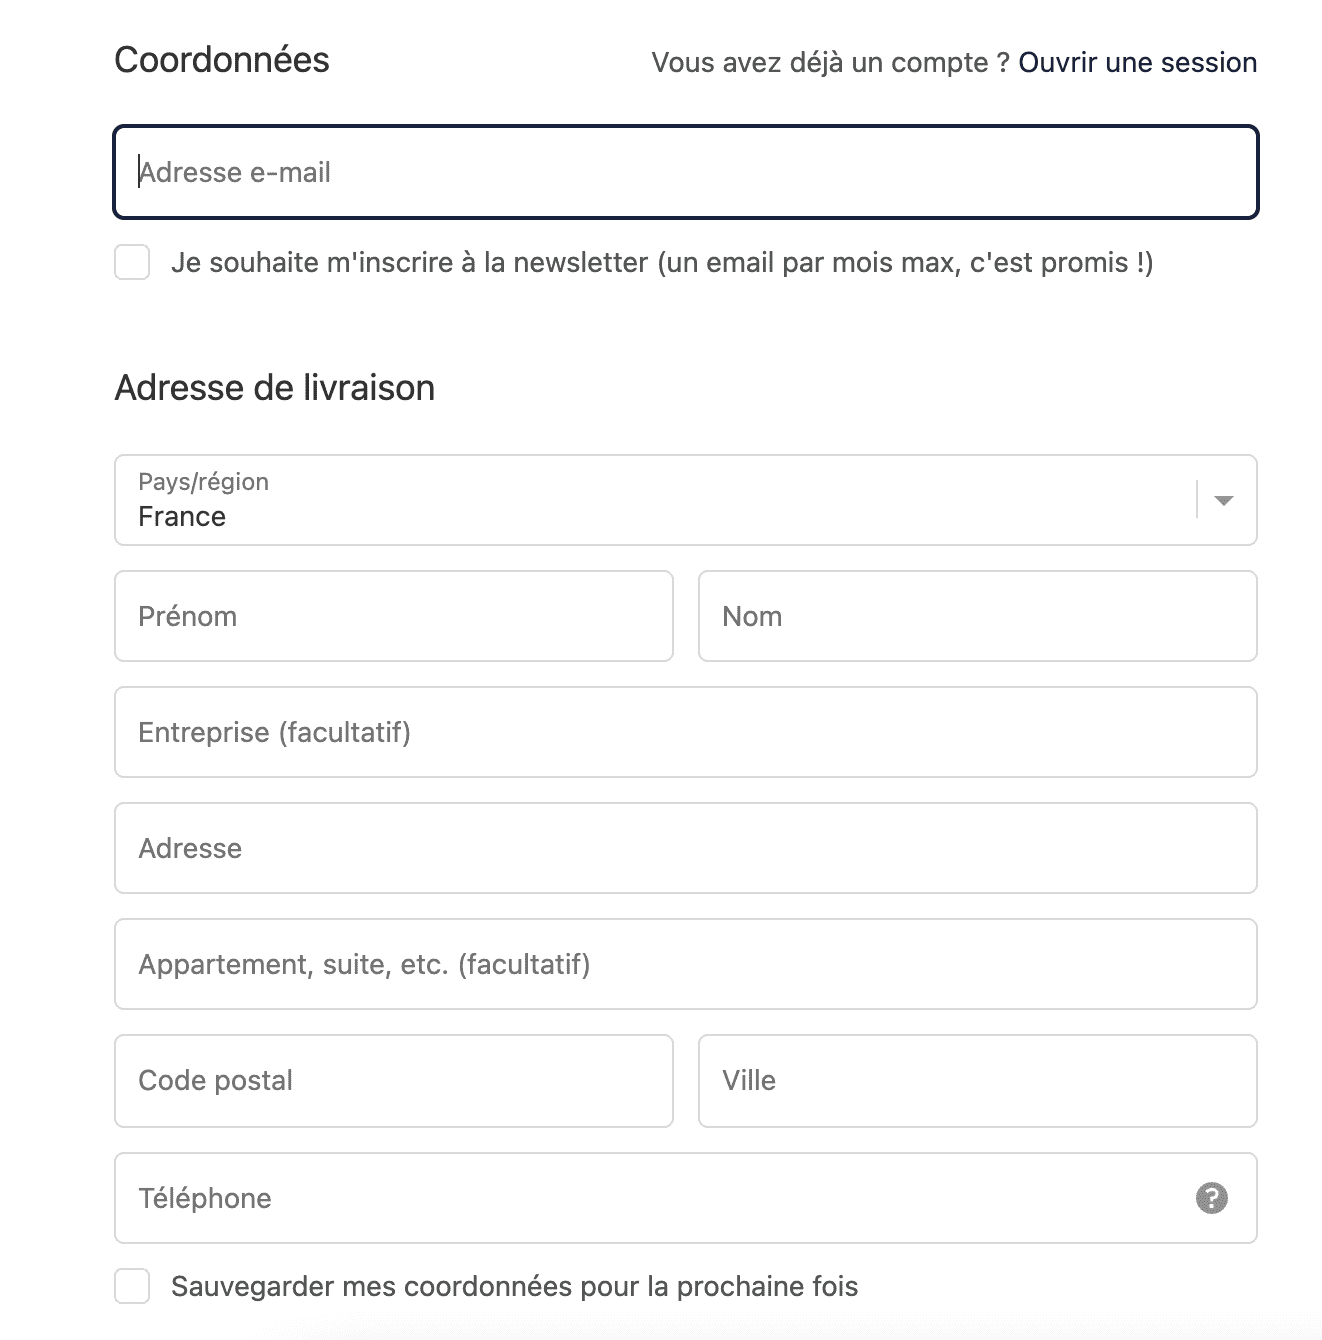 Coordonnées
Vous avez déjà un compte ? Ouvrir une session
Adresse e-mail
Je souhaite m'inscrire à la newsletter (un email par mois max, c'est promis !)
Adresse de livraison
Pays/région
France
Prénom
Nom
Entreprise (facultatif)
Adresse
Appartement, suite, etc. (facultatif)
Code postal
Ville
Téléphone
?
Sauvegarder mes coordonnées pour la prochaine fois